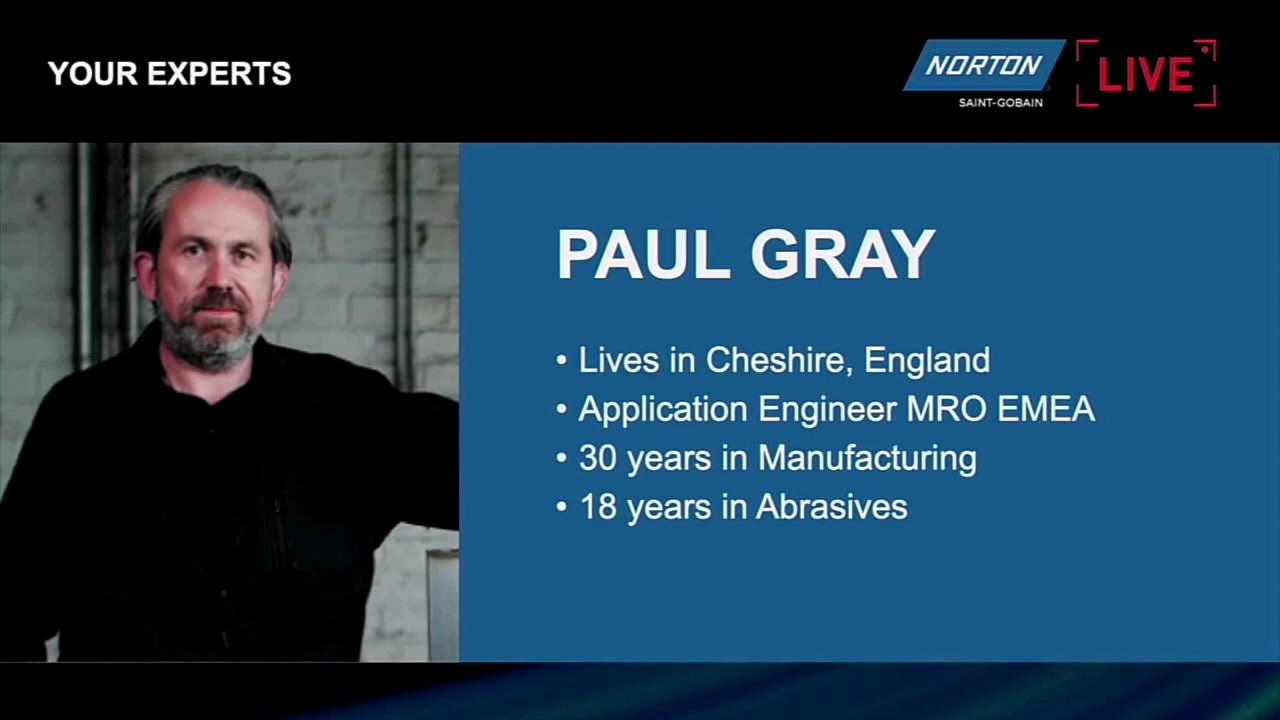 YOUR EXPERTS
NORTON
SAINT-GOBAIN
LIVE
PAUL GRAY
• Lives in Cheshire, England
• Application Engineer MRO EMEA
• 30 years in Manufacturing
• 18 years in Abrasives